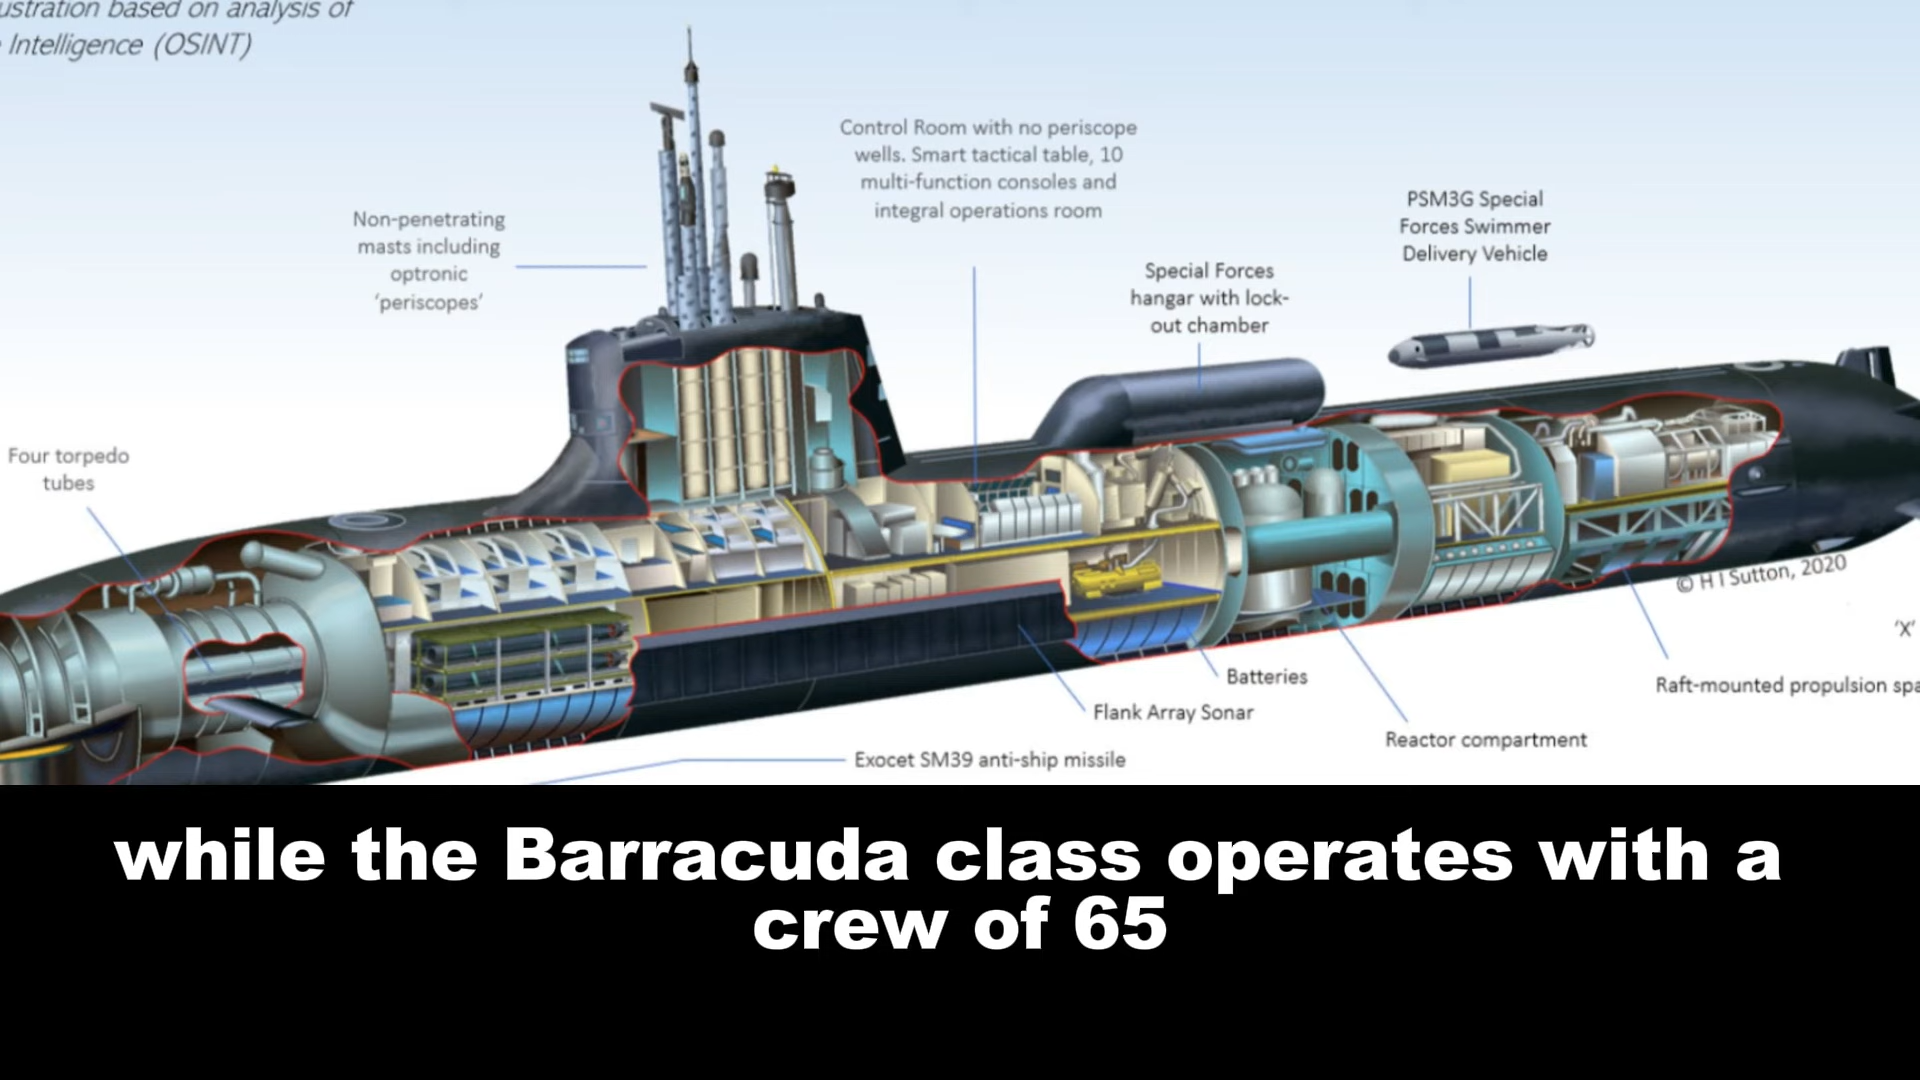 ustration based on analysis of
Intelligence (OSINT)
Control Room with no periscope
wells. Smart tactical table, 10
multi-function consoles and
integral operations room
Non-penetrating
masts including
optronic
‘periscopes’
PSM3G Special
Forces Swimmer
Delivery Vehicle
Special Forces
hangar with lock-
out chamber
Four torpedo
tubes
© H I Sutton, 2020
‘X’
Batteries
Raft-mounted propulsion spa
Flank Array Sonar
Reactor compartment
Exocet SM39 anti-ship missile
while the Barracuda class operates with a
crew of 65